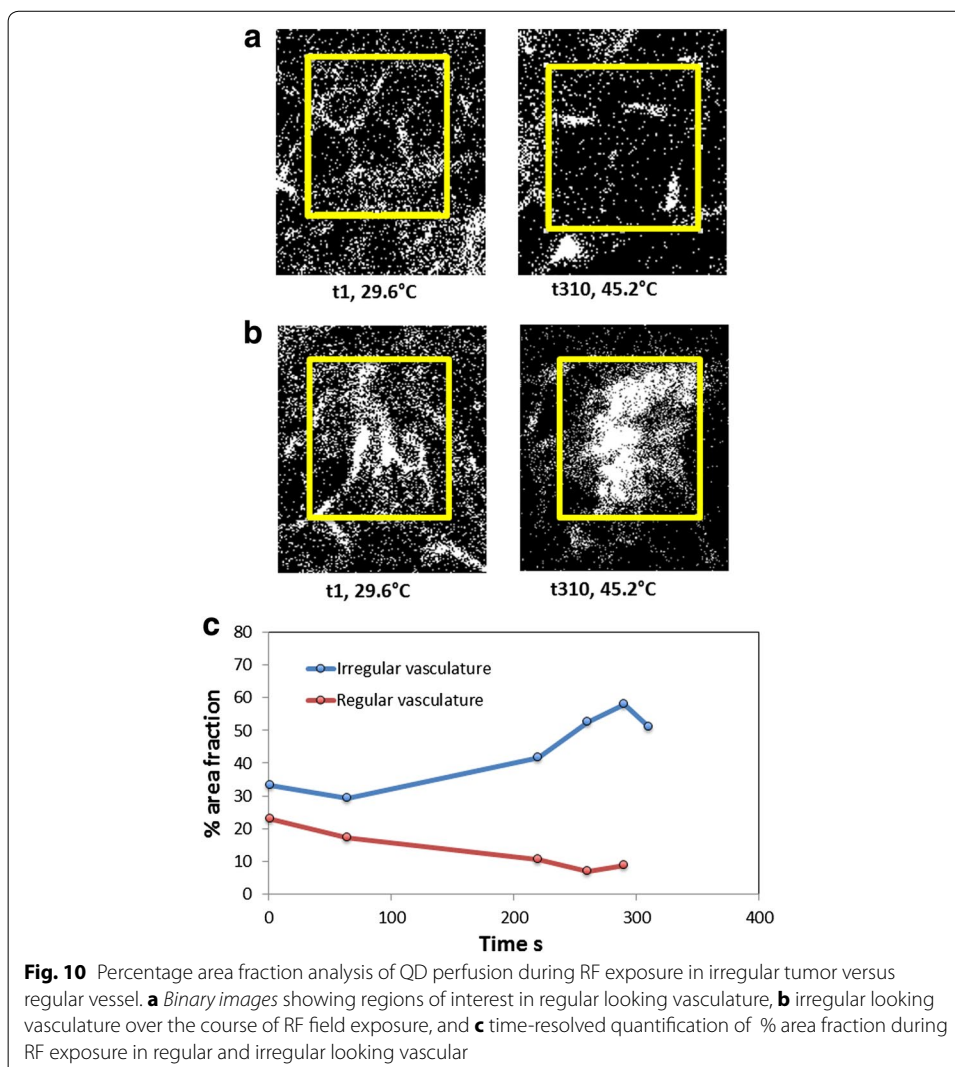 a
t1, 29.6°C
t310, 45.2°C
b
t1, 29.6°C
t310, 45.2°C
c
80
70
60
50
40
30
20
10
0
% area fraction
Irregular vasculature
Regular vasculature
0
100
200
300
400
Time s
Fig. 10 Percentage area fraction analysis of QD perfusion during RF exposure in irregular tumor versus
regular vessel. a Binary images showing regions of interest in regular looking vasculature, b irregular looking
vasculature over the course of RF field exposure, and c time-resolved quantification of % area fraction during
RF exposure in regular and irregular looking vascular